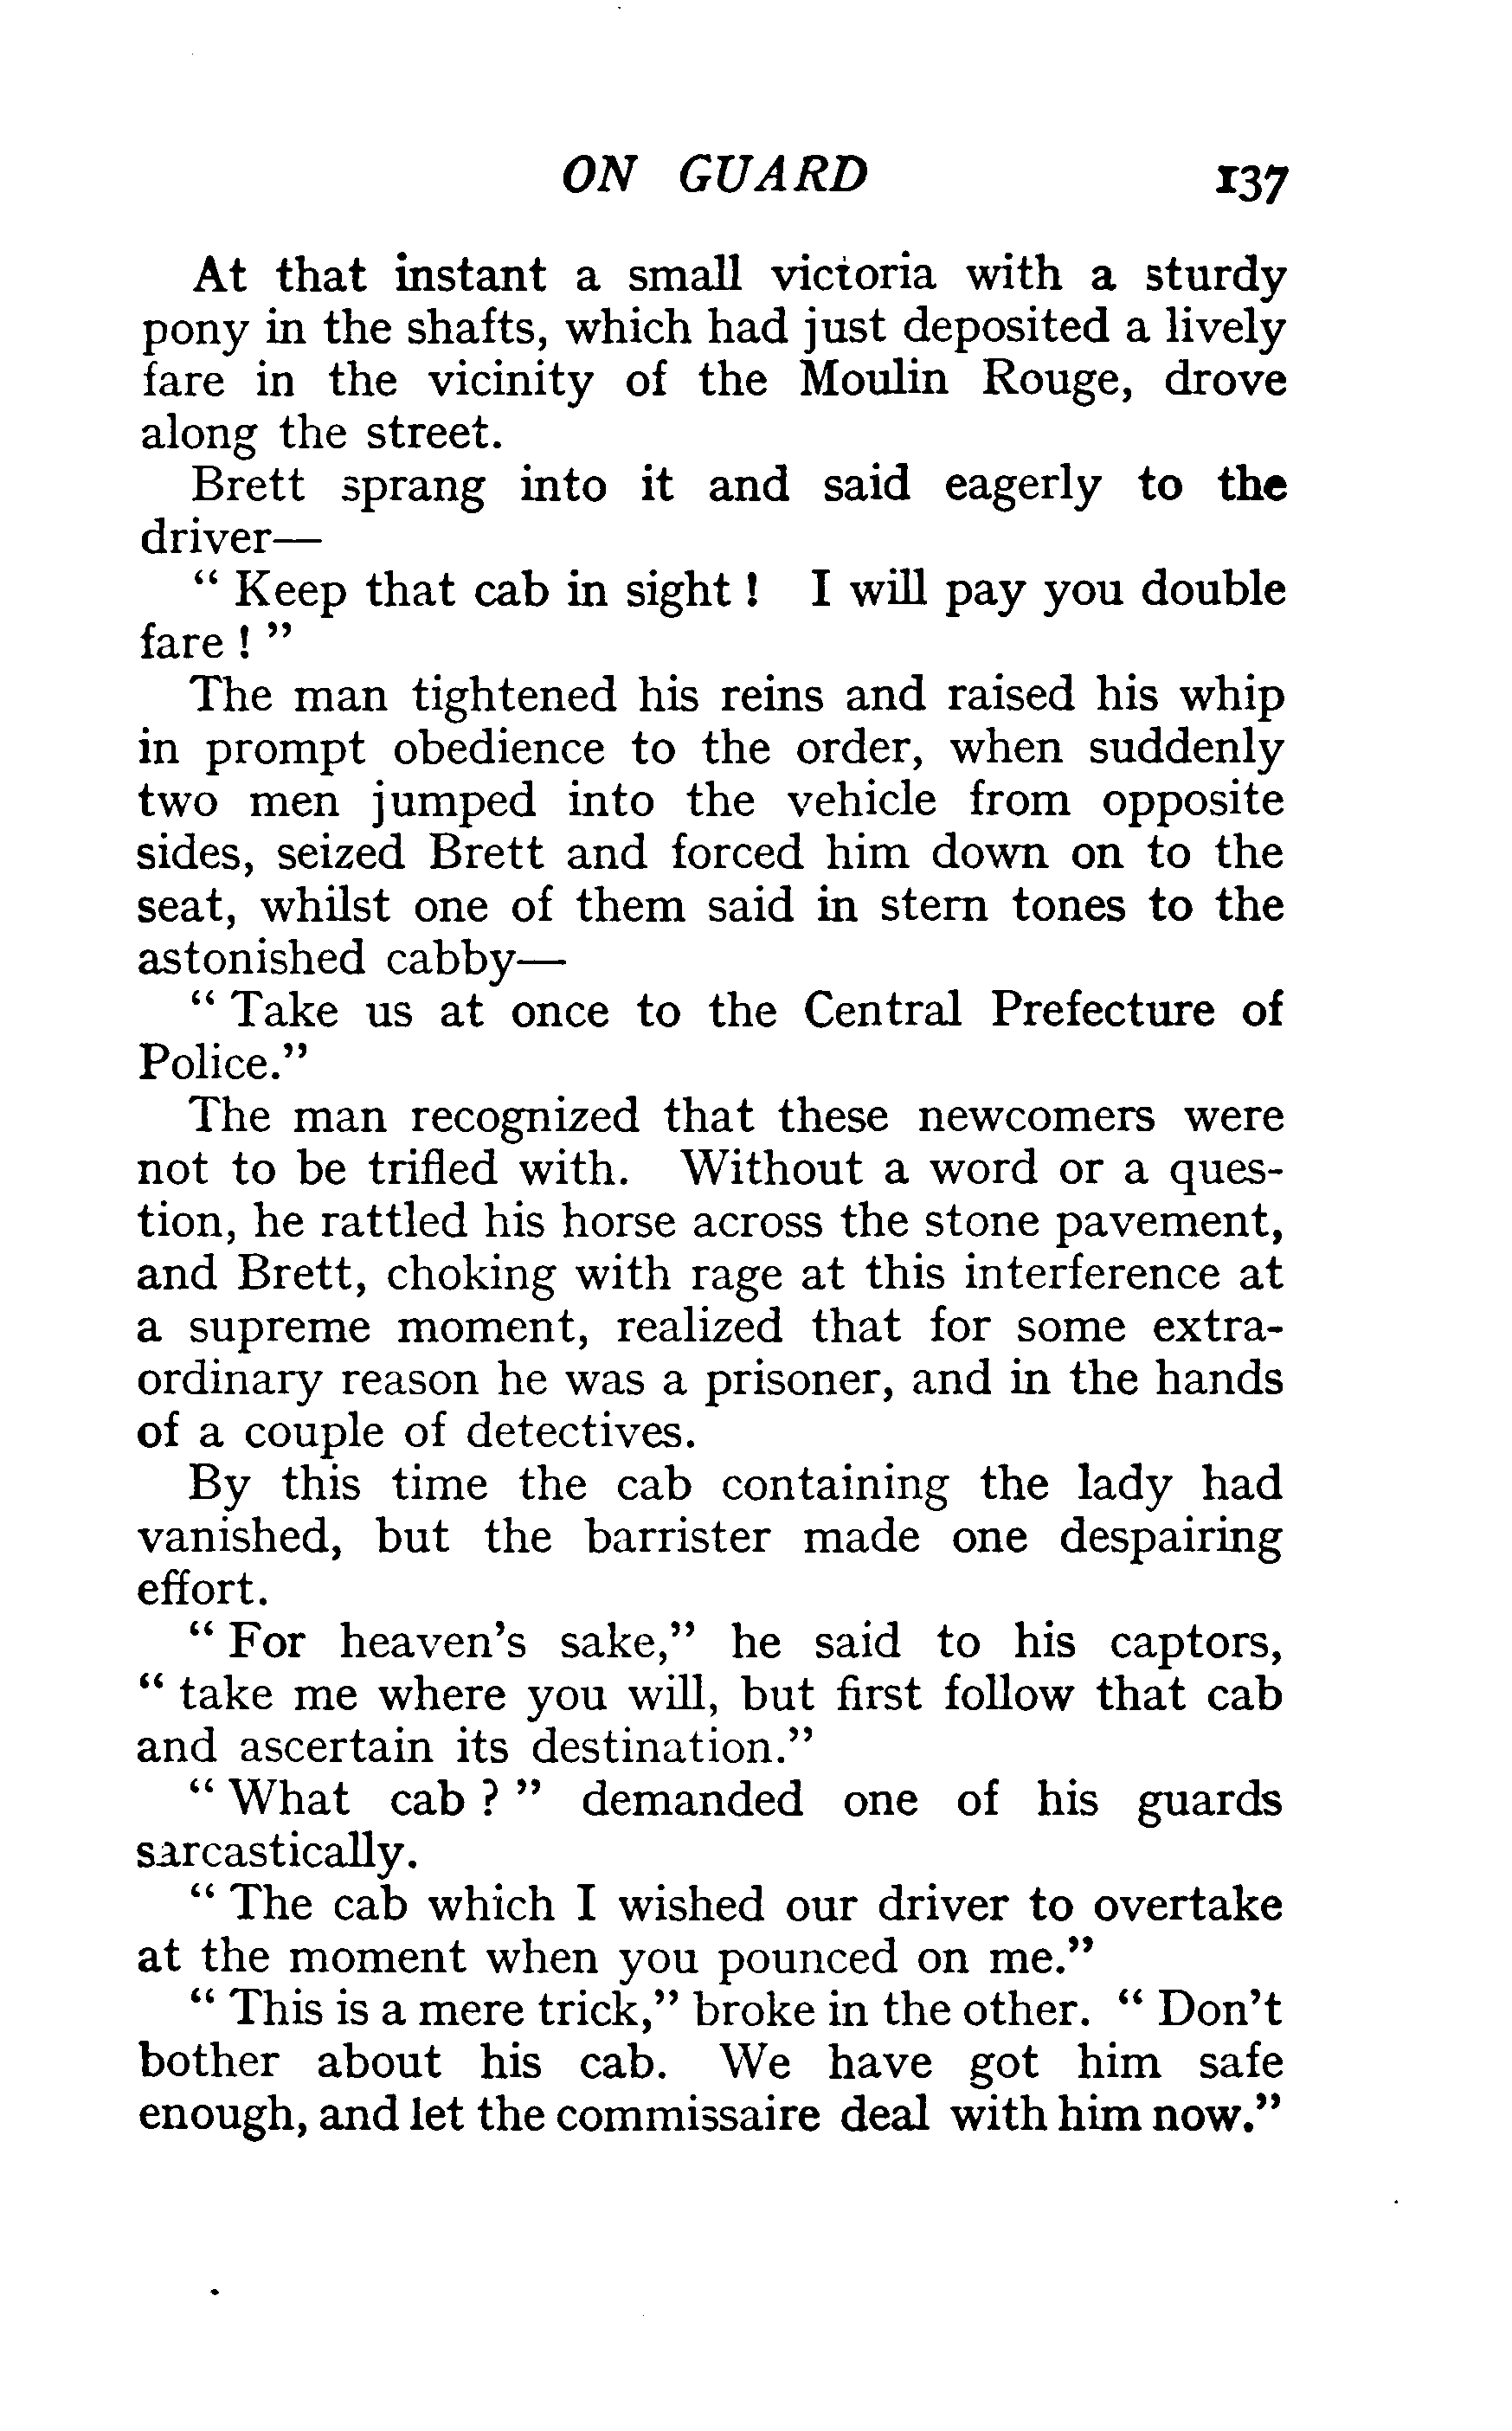 ON GUARD 137
At that instant a small victoria with a sturdy
pony in the shafts, which had just deposited a lively
fare in the vicinity of the Moulin Rouge, drove
along the street.
Brett sprang into it and said eagerly to the
driver—
" Keep that cab in sight ! I will pay you double
fare ! "
The man tightened his reins and raised his whip
in prompt obedience to the order, when suddenly
two men jumped into the vehicle from opposite
sides, seized Brett and forced him down on to the
seat, whilst one of them said in stern tones to the
astonished cabby—
" Take us at once to the Central Prefecture of
Police."
The man recognized that these newcomers were
not to be trifled with. Without a word or a ques-
tion, he rattled his horse across the stone pavement,
and Brett, choking with rage at this interference at
a supreme moment, realized that for some extra-
ordinary reason he was a prisoner, and in the hands
of a couple of detectives.
By this time the cab containing the lady had
vanished, but the barrister made one despairing
effort.
" For heaven's sake," he said to his captors,
" take me where you will, but first follow that cab
and ascertain its destination."
" What cab ? " demanded one of his guards
sarcastically.
" The cab which I wished our driver to overtake
at the moment when you pounced on me."
" This is a mere trick," broke in the other. " Don't
bother about his cab. We have got him safe
enough, and let the commissaire deal with him now."